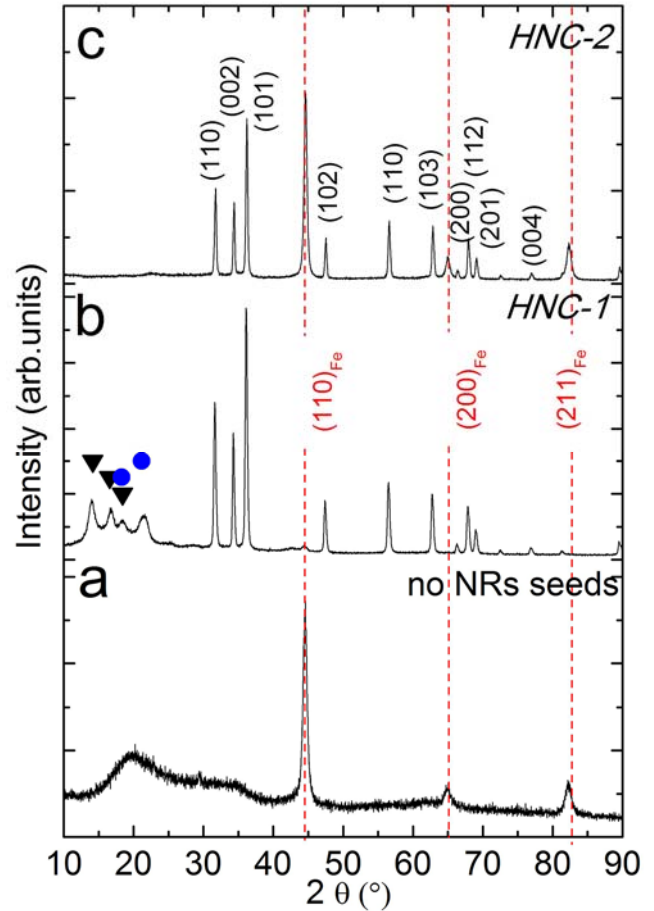 c
HNC-2
(110)
(002)
(101)
(102)
(110)
(103)
(200)
(112)
(201)
(004)
b
HNC-1
(110)Fe
(200)Fe
(211)Fe
a
no NRs seeds
Intensity (arb.units)
10 20 30 40 50 60 70 80 90
2 θ (°)